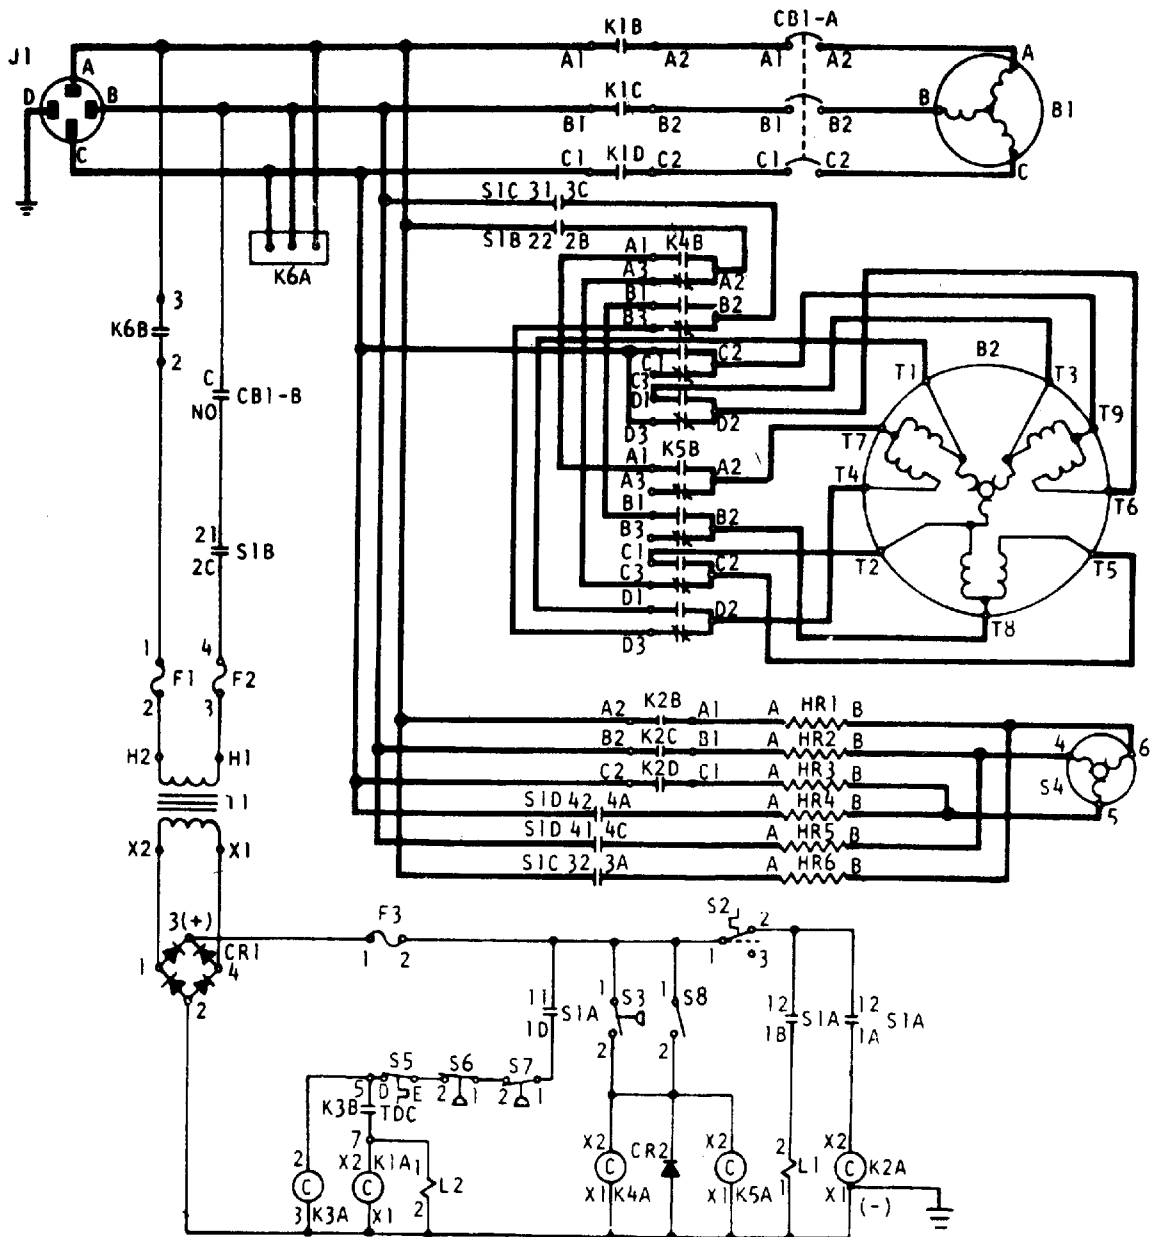 K1B CB1-A
J1 A A1 A2 A1 A2 A
D B K1C B B1
B1 B2 B1 B2
C C1 K1D C2 C1 C2 C
S1C 31 3C
S1B 22 2B A1 K4B
K6A A3 A2
3 B1 B2
K6B B3
2 C1 C2 B2
C CB1-B C3 T1 T3
NO D1 D2 T9
D3 T7
A1 K5B A2 T4
A3 T6
B1 B2
21 S1B B3
2C C1 C2 T2 T5
C3
D1 D2
1 4 D3 T8
F1 F2
2 3 A2 K2B A1 A HR1 B
B2 K2C B1 A HR2 B 4 6
H2 H1 C2 K2D C1 A HR3 B S4
T1 S1D 42 4A A HR4 B 5
S1D 41 4C A HR5 B
X2 X1 S1C 32 3A A HR6 B
3(+) F3 S2 2
CR1 1 2 1 3
1 4
2 11 S1A 1 S3 1 S8 12 S1A 12 S1A
1D 2 2 1B 1A
S5 S6 S7
5 D E 2 1 2 1
K3B TDC
7
2 X2 K1A 1 X2 CR2 X2 2 X2
C C L2 C C L1 C K2A
3 K3A X1 2 X1 K4A X1 K5A 1 X1 (-)